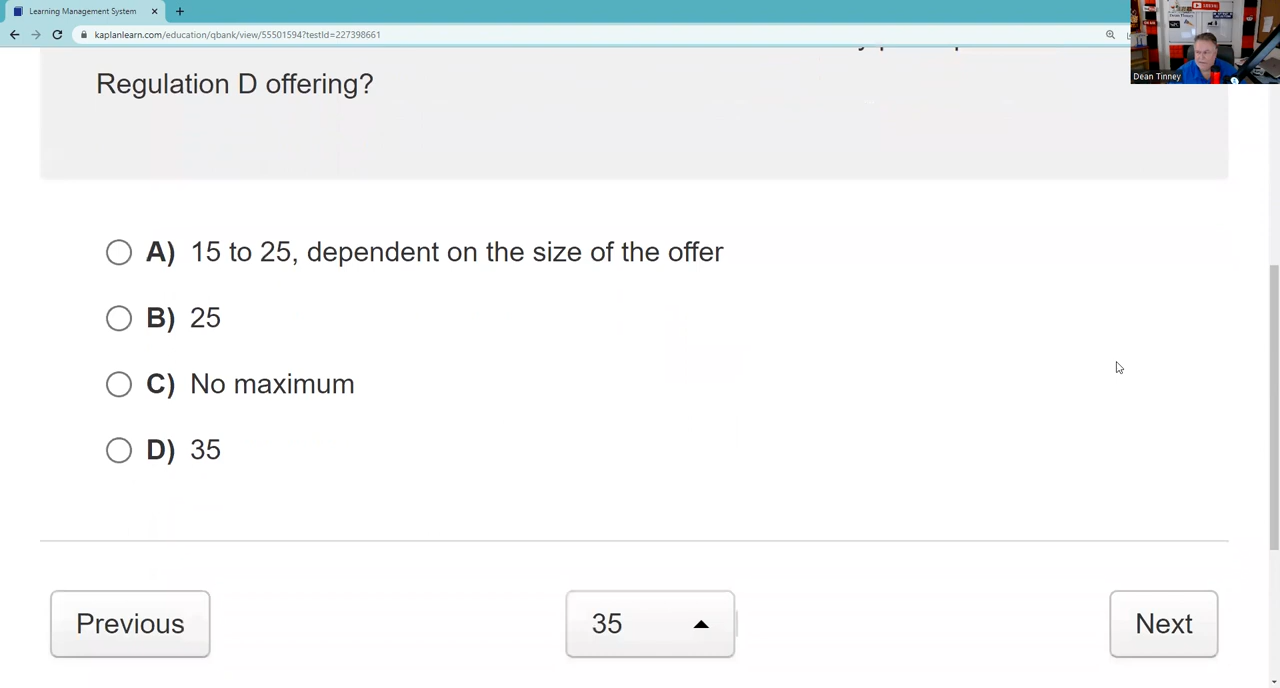 Learning Management System
kaplanlearn.com/education/qbank/view/55501594?testId=227398661
Dean Tinney
Regulation D offering?
A) 15 to 25, dependent on the size of the offer
B) 25
C) No maximum
D) 35
Previous
35
Next